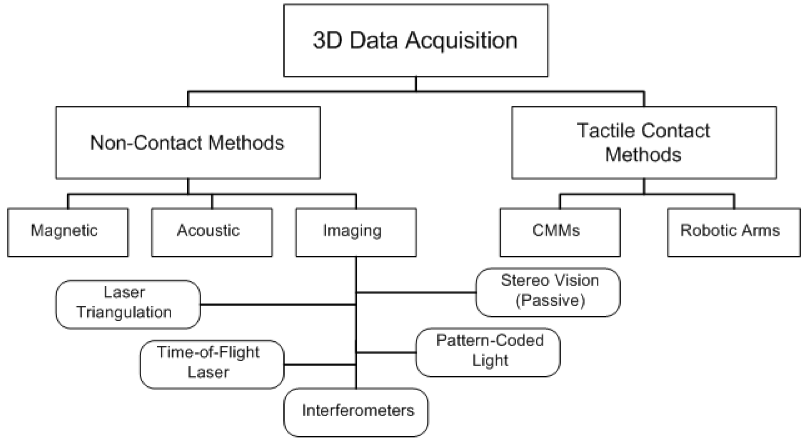 3D Data Acquisition
Non-Contact Methods
Tactile Contact
Methods
Magnetic
Acoustic
Imaging
CMMs
Robotic Arms
Laser
Triangulation
Stereo Vision
(Passive)
Time-of-Flight
Laser
Pattern-Coded
Light
Interferometers